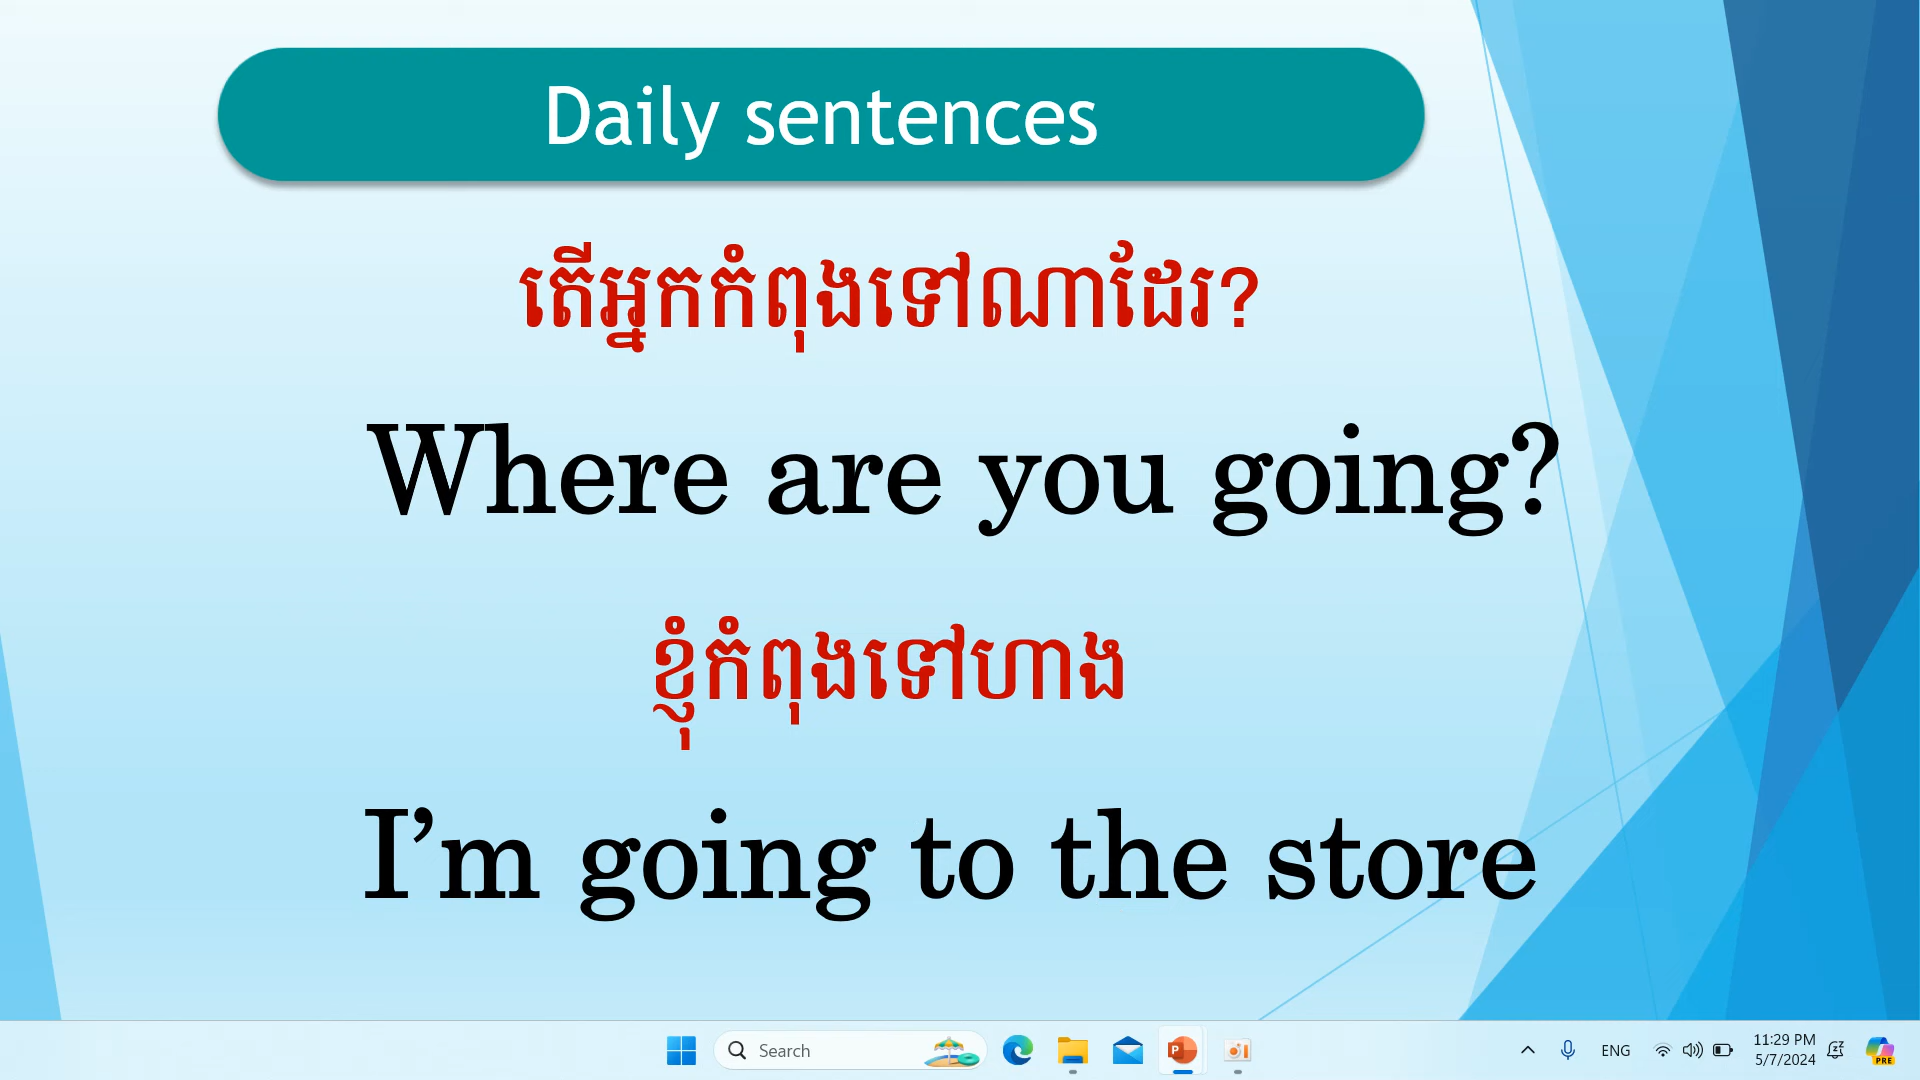 Daily sentences
តើអ្នកកំពុងទៅណាដែរ?
Where are you going?
ខ្ញុំកំពុងទៅហាង
I’m going to the store
Search
ENG
11:29 PM
5/7/2024
PRE